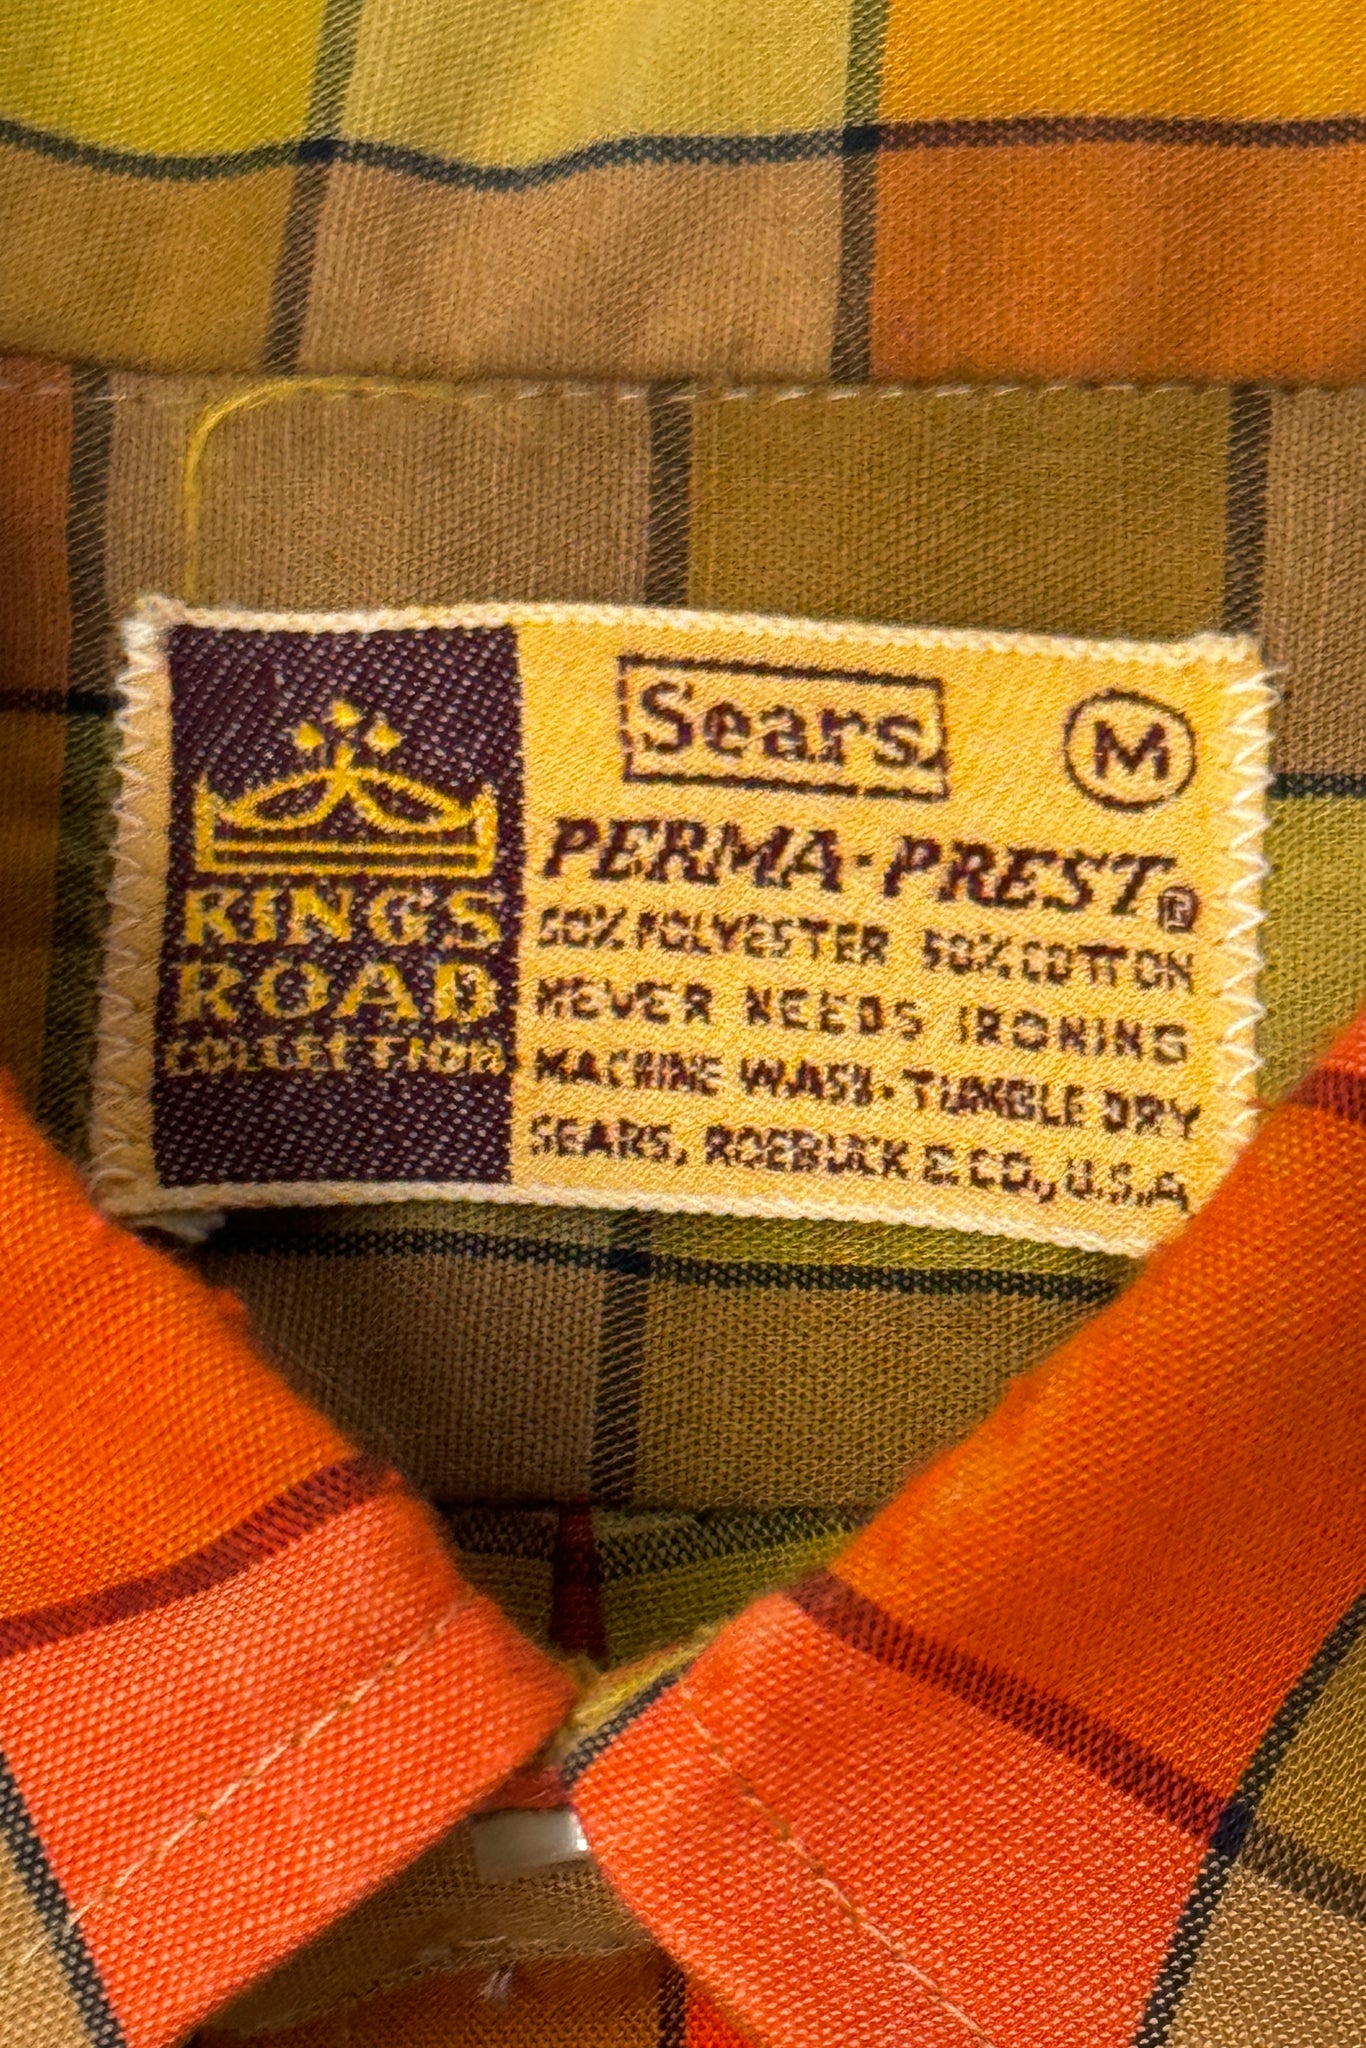 KINGS
ROAD
COLLECTION
Sears
M
PERMA-PREST®
50% POLYESTER 50% COTTON
NEVER NEEDS IRONING
MACHINE WASH. TUMBLE DRY
SEARS, ROEBUCK & CO., U.S.A